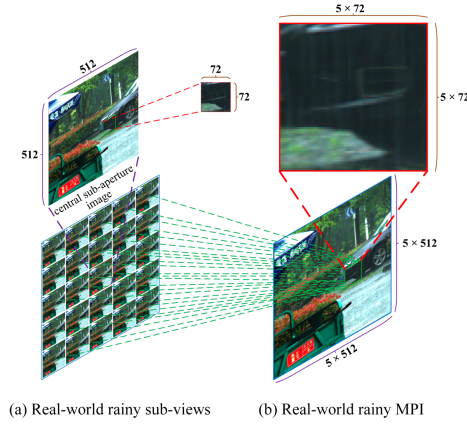 5 × 72
512
72
72
5 × 72
512
central sub-aperture
image
5 × 512
5 × 512
(a) Real-world rainy sub-views
(b) Real-world rainy MPI